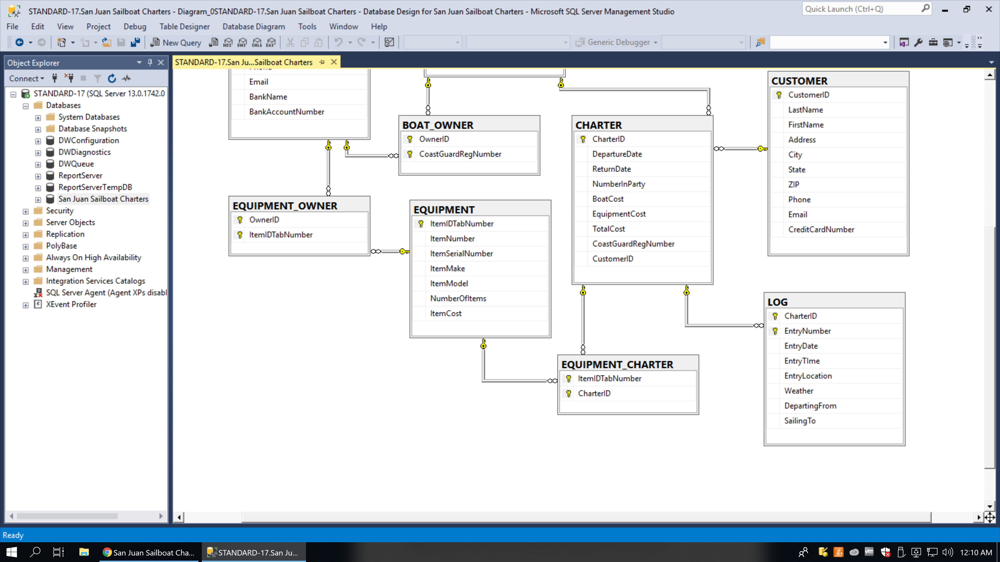 STANDARD-17.San Juan Sailboat Charters - Diagram_0STANDARD-17.San Juan Sailboat Charters - Database Design for San Juan Sailboat Charters - Microsoft SQL Server Management Studio
Quick Launch (Ctrl+Q)
File Edit View Project Debug Table Designer Database Diagram Tools Window Help
New Query MDX DMX XMLA DAX Generic Debugger
Object Explorer
Connect
STANDARD-17 (SQL Server 13.0.1742.0
Databases
System Databases
Database Snapshots
DWConfiguration
DWDiagnostics
DWQueue
ReportServer
ReportServerTempDB
San Juan Sailboat Charters
Security
Server Objects
Replication
PolyBase
Always On High Availability
Management
Integration Services Catalogs
SQL Server Agent (Agent XPs disabl
XEvent Profiler
STANDARD-17.San Ju...Sailboat Charters
Email
BankName
BankAccountNumber
BOAT_OWNER
OwnerID
CoastGuardRegNumber
CHARTER
CharterID
DepartureDate
ReturnDate
NumberInParty
BoatCost
EquipmentCost
TotalCost
CoastGuardRegNumber
CustomerID
CUSTOMER
CustomerID
LastName
FirstName
Address
City
State
ZIP
Phone
Email
CreditCardNumber
EQUIPMENT_OWNER
OwnerID
ItemIDTabNumber
EQUIPMENT
ItemIDTabNumber
ItemNumber
ItemSerialNumber
ItemMake
ItemModel
NumberOfItems
ItemCost
EQUIPMENT_CHARTER
ItemIDTabNumber
CharterID
LOG
CharterID
EntryNumber
EntryDate
EntryTIme
EntryLocation
Weather
DepartingFrom
SailingTo
Ready
San Juan Sailboat Cha...
STANDARD-17.San Ju...
vm
12:10 AM